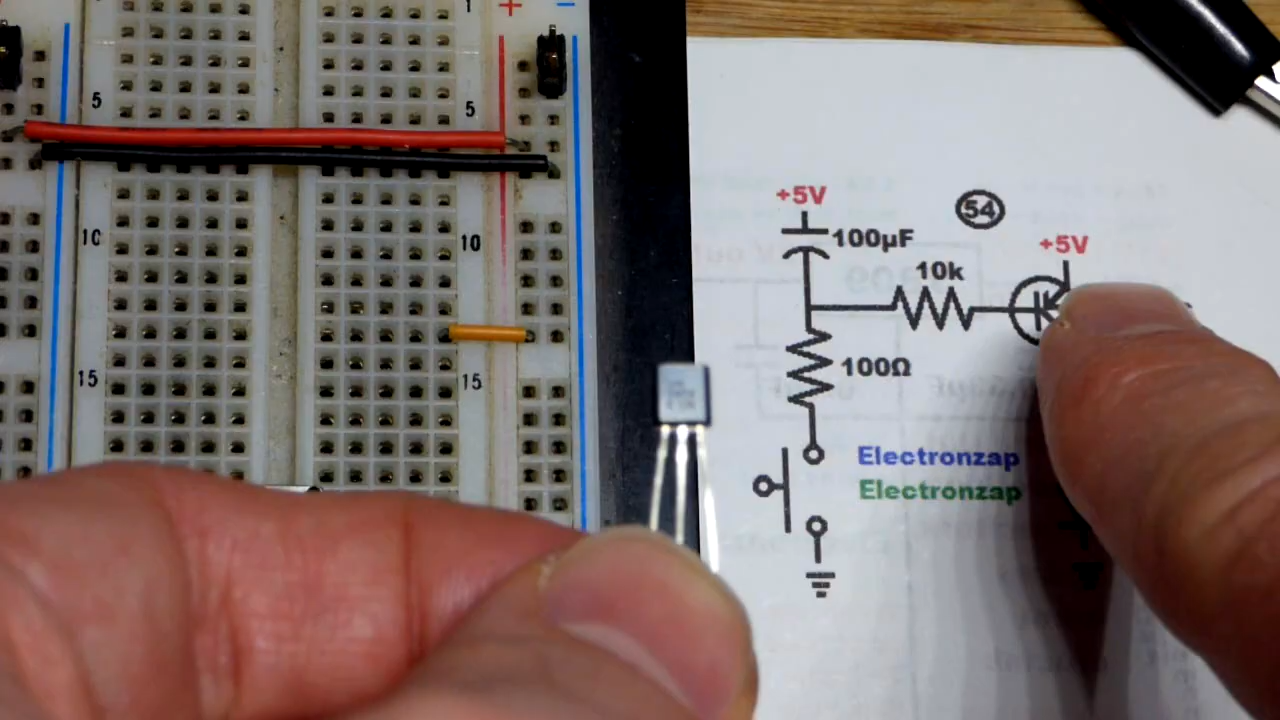 1
+ −
5
5
10
10
15
15
+5V
54
100µF
+5V
10k
100Ω
Electronzap
Electronzap